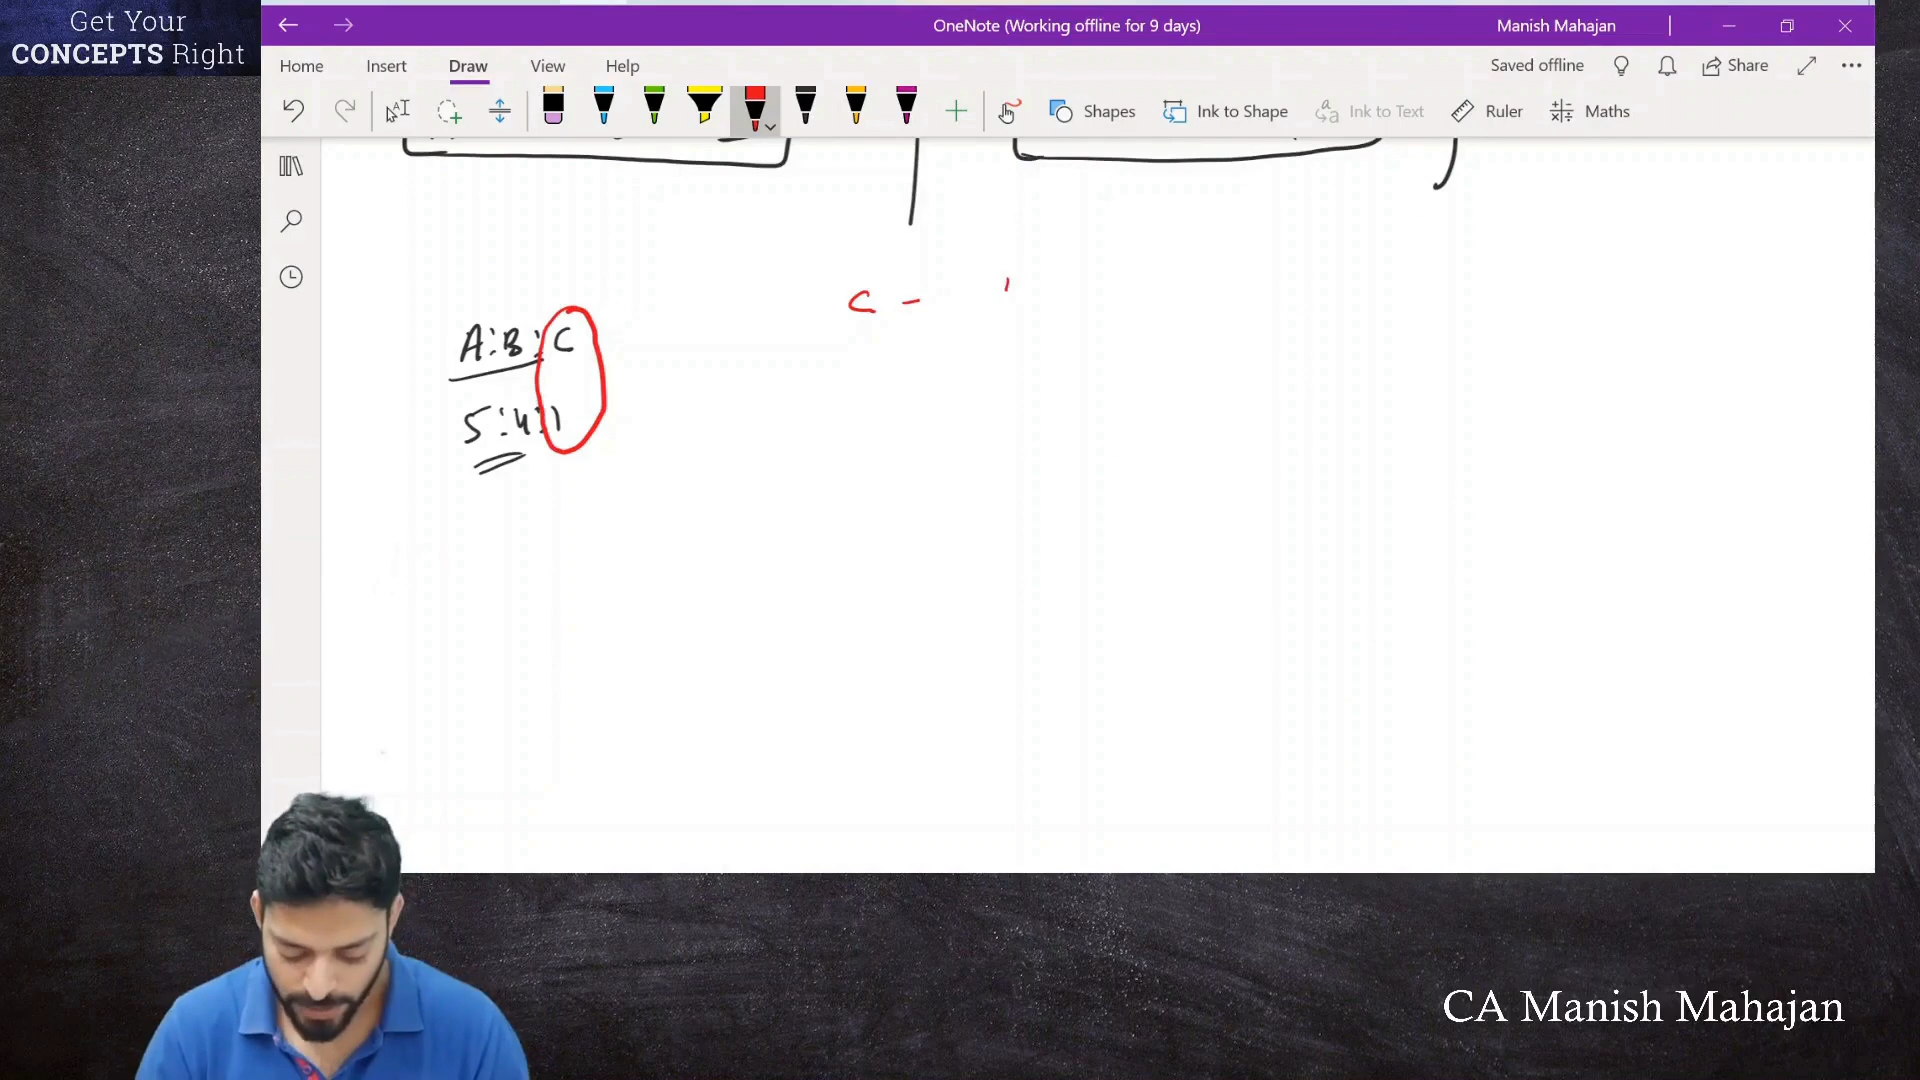 Get Your
CONCEPTS Right
OneNote (Working offline for 9 days)
Manish Mahajan
Home Insert Draw View Help
Saved offline
Share
Shapes
Ink to Shape
Ink to Text
Ruler
Maths
C -
A:B:C
5:4:1
CA Manish Mahajan